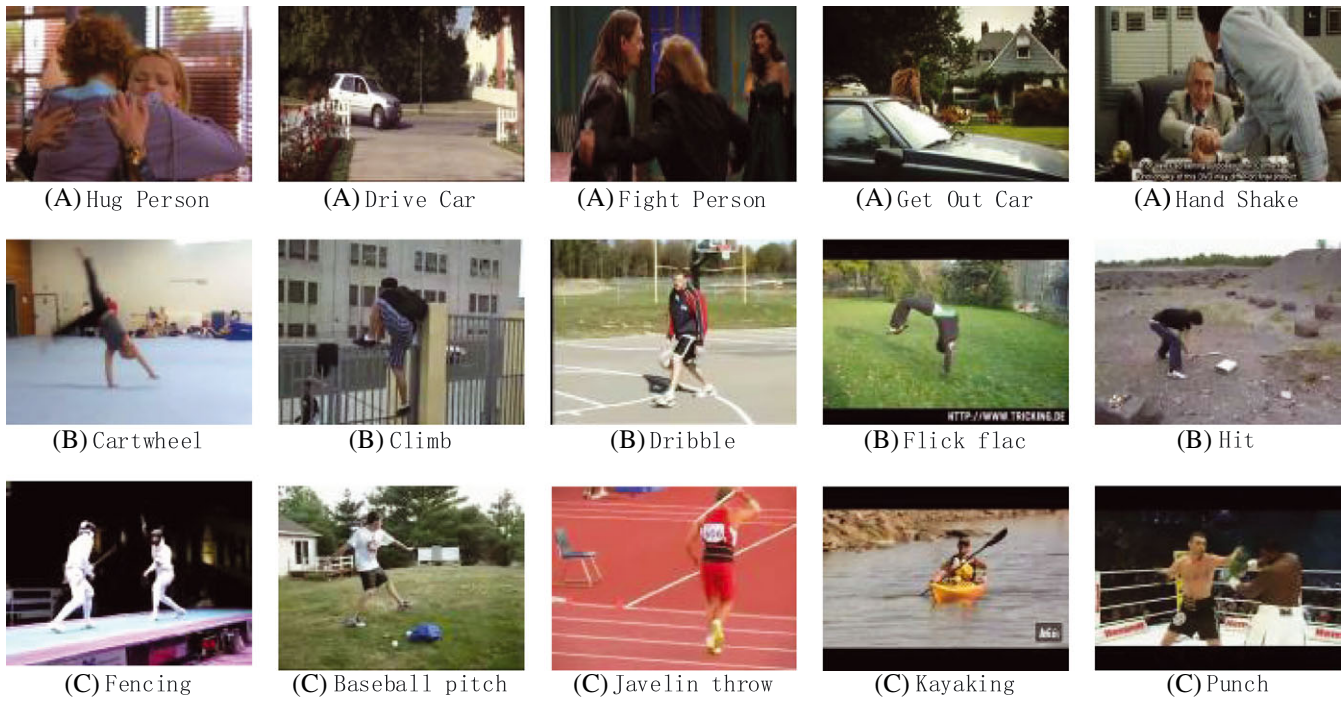 (A) Hug Person
(A) Drive Car
(A) Fight Person
(A) Get Out Car
(A) Hand Shake
(B) Cartwheel
(B) Climb
(B) Dribble
HTTP://WWW.TRICKING.DE
(B) Flick flac
(B) Hit
(C) Fencing
(C) Baseball pitch
(C) Javelin throw
(C) Kayaking
(C) Punch